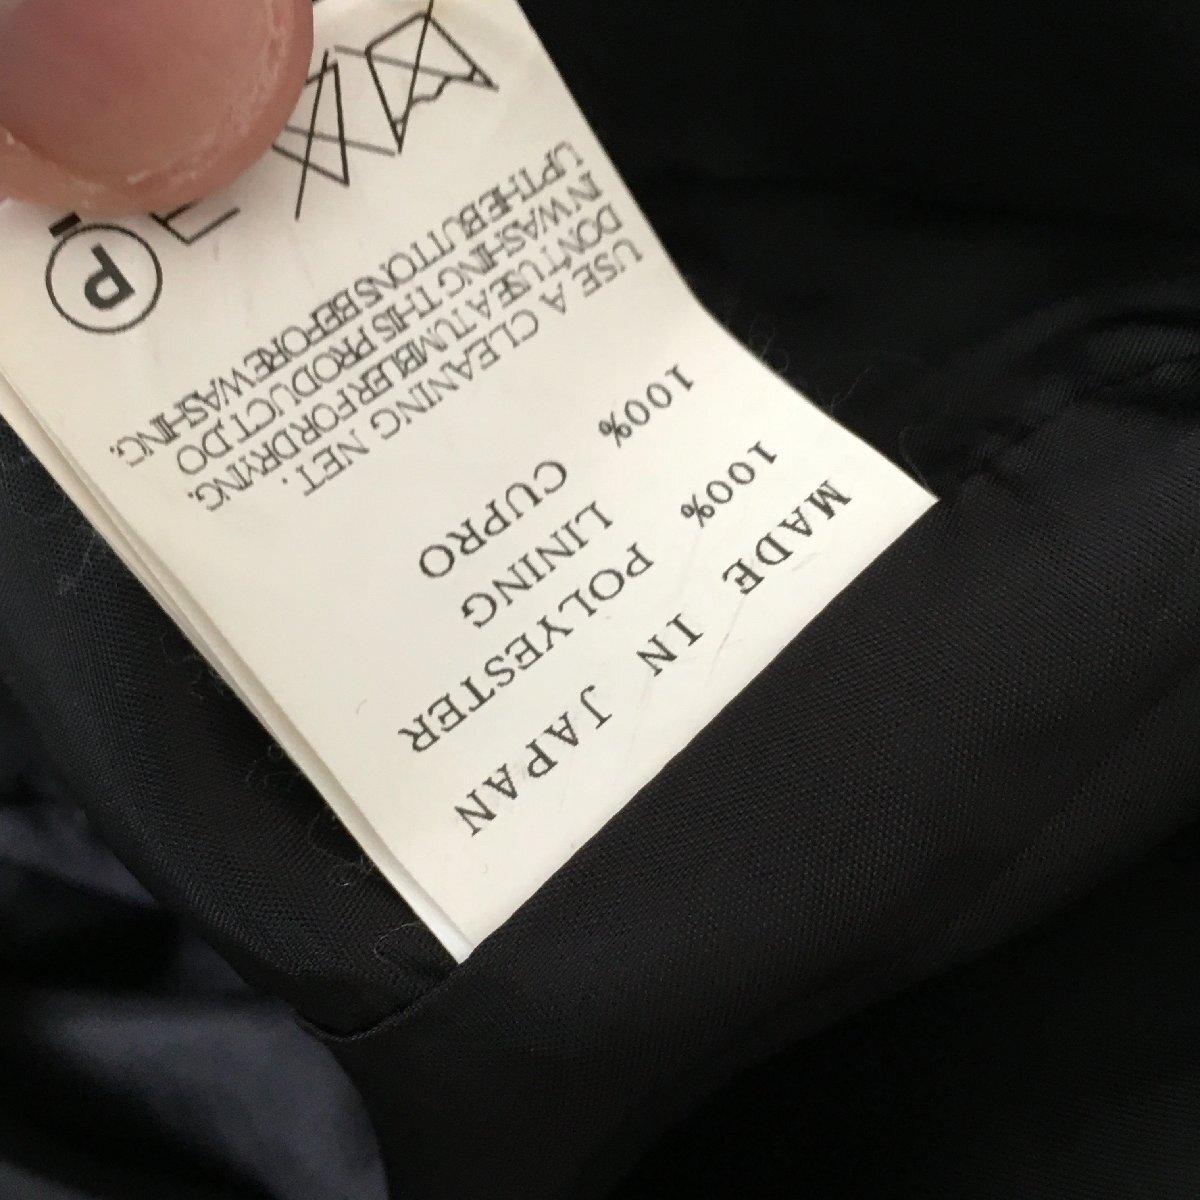 MADE IN JAPAN
100% POLYESTER
LINING
100% CUPRO
USE A CLEANING NET.
DON'T USE A TUMBLER FOR DRYING.
IN WASHING THIS PRODUCT,DO
UP THE BUTTONS BEFORE WASHING.
P